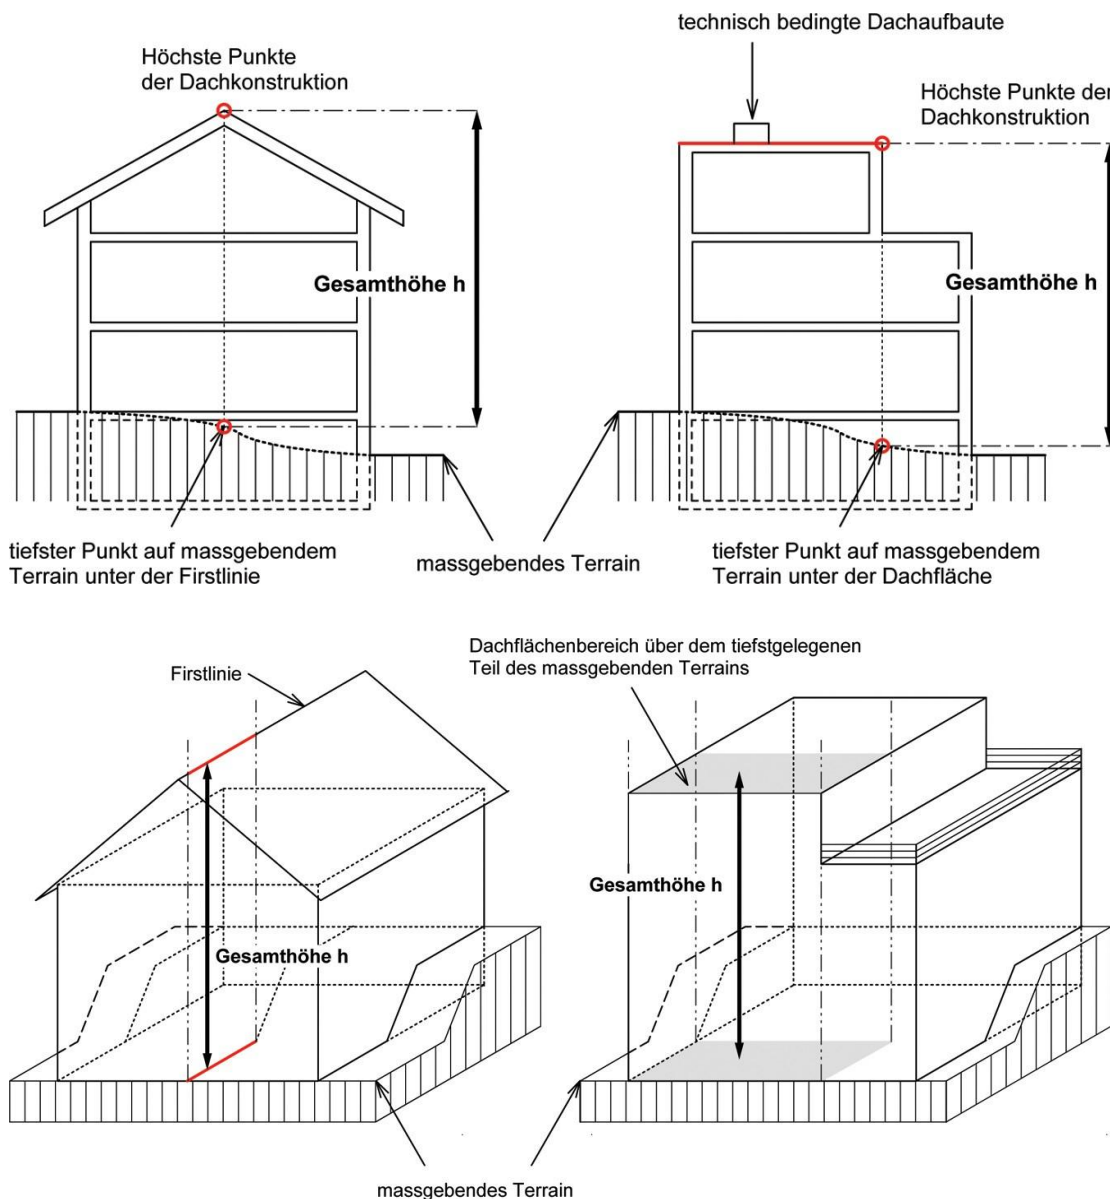 technisch bedingte Dachaufbaute
Höchste Punkte
der Dachkonstruktion
Höchste Punkte der
Dachkonstruktion
Gesamthöhe h
Gesamthöhe h
tiefster Punkt auf massgebendem
Terrain unter der Firstlinie
massgebendes Terrain
tiefster Punkt auf massgebendem
Terrain unter der Dachfläche
Dachflächenbereich über dem tiefstgelegenen
Teil des massgebenden Terrains
Firstlinie
Gesamthöhe h
Gesamthöhe h
massgebendes Terrain